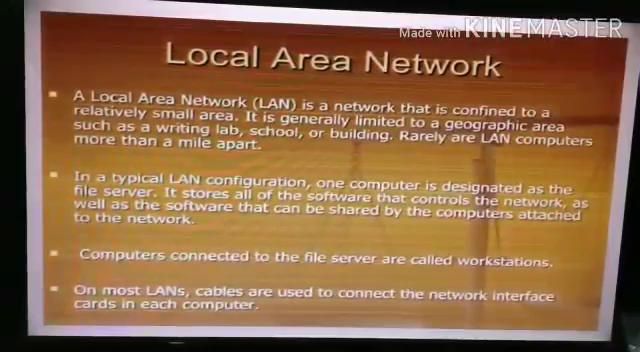 Made with KINEMASTER
Local Area Network
A Local Area Network (LAN) is a network that is confined to a
relatively small area. It is generally limited to a geographic area
such as a writing lab, school, or building. Rarely are LAN computers
more than a mile apart.
In a typical LAN configuration, one computer is designated as the
file server. It stores all of the software that controls the network, as
well as the software that can be shared by the computers attached
to the network.
Computers connected to the file server are called workstations.
On most LANs, cables are used to connect the network interface
cards in each computer.